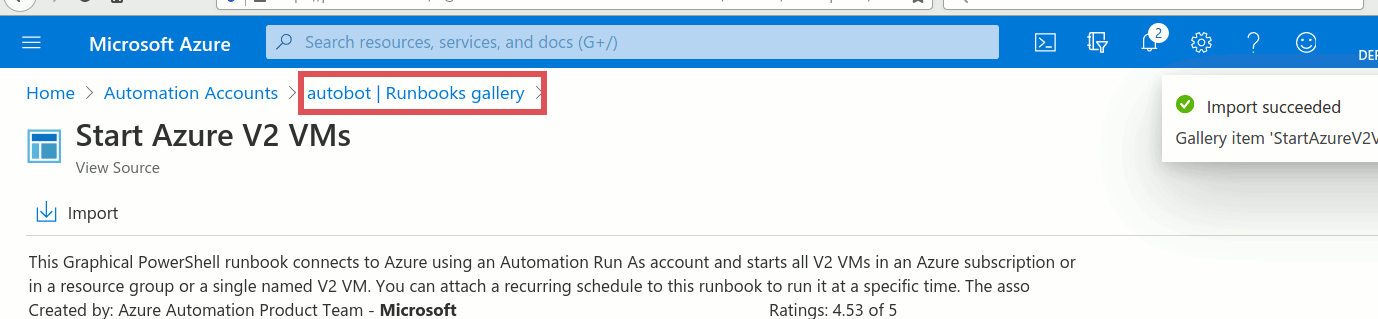 Microsoft Azure
Search resources, services, and docs (G+/)
2
Home > Automation Accounts > autobot | Runbooks gallery >
Import succeeded
Gallery item 'StartAzureV2V
Start Azure V2 VMs
View Source
Import
This Graphical PowerShell runbook connects to Azure using an Automation Run As account and starts all V2 VMs in an Azure subscription or
in a resource group or a single named V2 VM. You can attach a recurring schedule to this runbook to run it at a specific time. The asso
Created by: Azure Automation Product Team - Microsoft
Ratings: 4.53 of 5